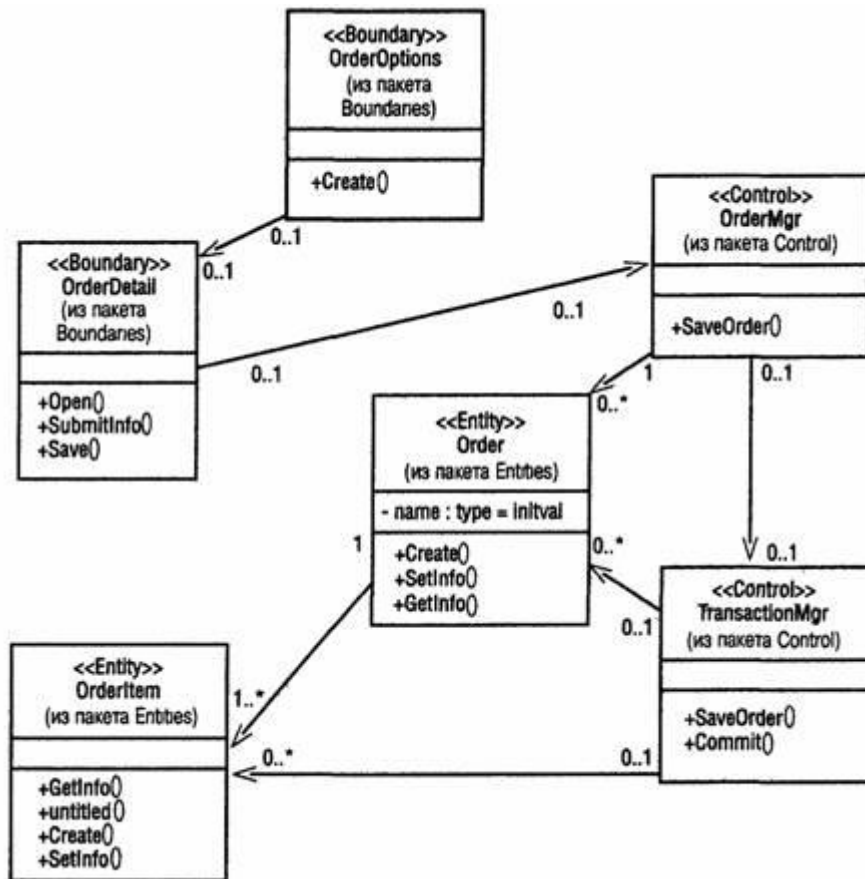 <<Boundary>>
OrderOptions
(из пакета
Boundaries)
+Create()
0..1
0..1
<<Boundary>>
OrderDetail
(из пакета
Boundaries)
+Open()
+SubmitInfo()
+Save()
0..1
0..1
<<Control>>
OrderMgr
(из пакета Control)
+SaveOrder()
1
0..1
0..*
<<Entity>>
Order
(из пакета Entities)
- name : type = initval
+Create()
+SetInfo()
+GetInfo()
1
0..*
0..1
<<Control>>
TransactionMgr
(из пакета Control)
+SaveOrder()
+Commit()
0..1
0..1
<<Entity>>
OrderItem
(из пакета Entities)
+GetInfo()
+untitled()
+Create()
+SetInfo()
1..*
0..*